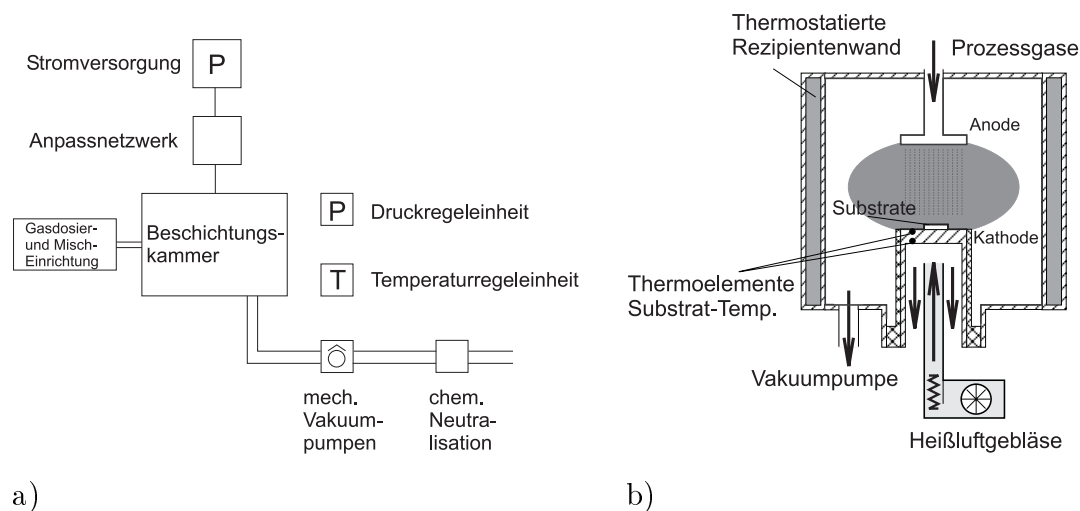 Stromversorgung
P
Anpassnetzwerk
Gasdosier-
und Misch-
Einrichtung
Beschichtungs-
kammer
P
Druckregeleinheit
T
Temperaturregeleinheit
mech.
Vakuum-
pumpen
chem.
Neutra-
lisation
a)
Thermostatierte
Rezipientenwand
Prozessgase
Anode
Substrate
Kathode
Thermoelemente
Substrat-Temp.
Vakuumpumpe
Heißluftgebläse
b)